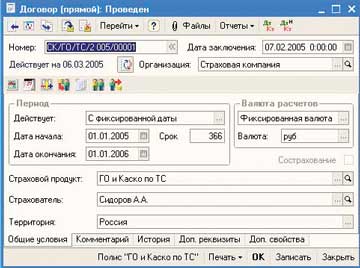 Договор (прямой): Проведен
Перейти Файлы Отчеты
Номер: СК/ГО/ТС/2005/00001 Дата заключения: 07.02.2005 0:00:00
Действует на 06.03.2005 Организация: Страховая компания
Период Валюта расчетов
Действует: С фиксированной даты Фиксированная валюта
Дата начала: 01.01.2005 Срок 366 Валюта: руб
Дата окончания: 01.01.2006
Сострахование
Страховой продукт: ГО и Каско по ТС
Страхователь: Сидоров А.А.
Территория: Россия
Общие условия Комментарий История Доп. реквизиты Доп. свойства
Полис "ГО и Каско по ТС" Печать OK Записать Закрыть